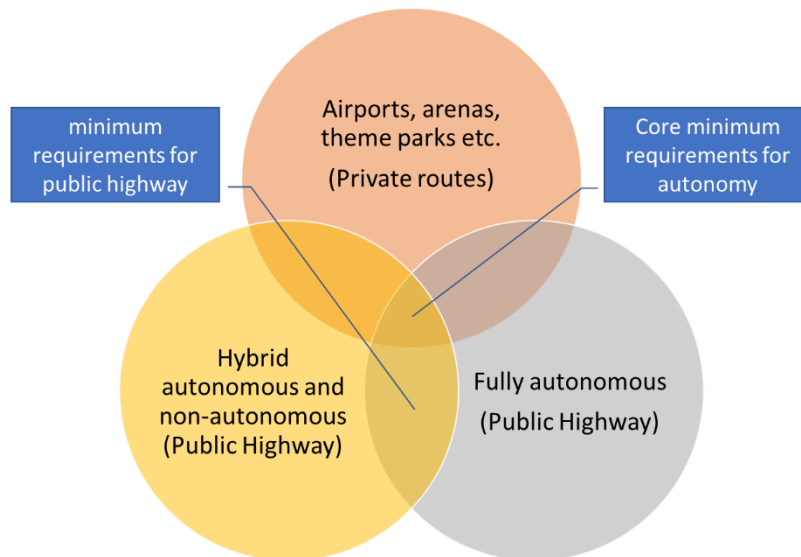 Airports, arenas,
theme parks etc.
(Private routes)
minimum
requirements for
public highway
Core minimum
requirements for
autonomy
Hybrid
autonomous and
non-autonomous
(Public Highway)
Fully autonomous
(Public Highway)